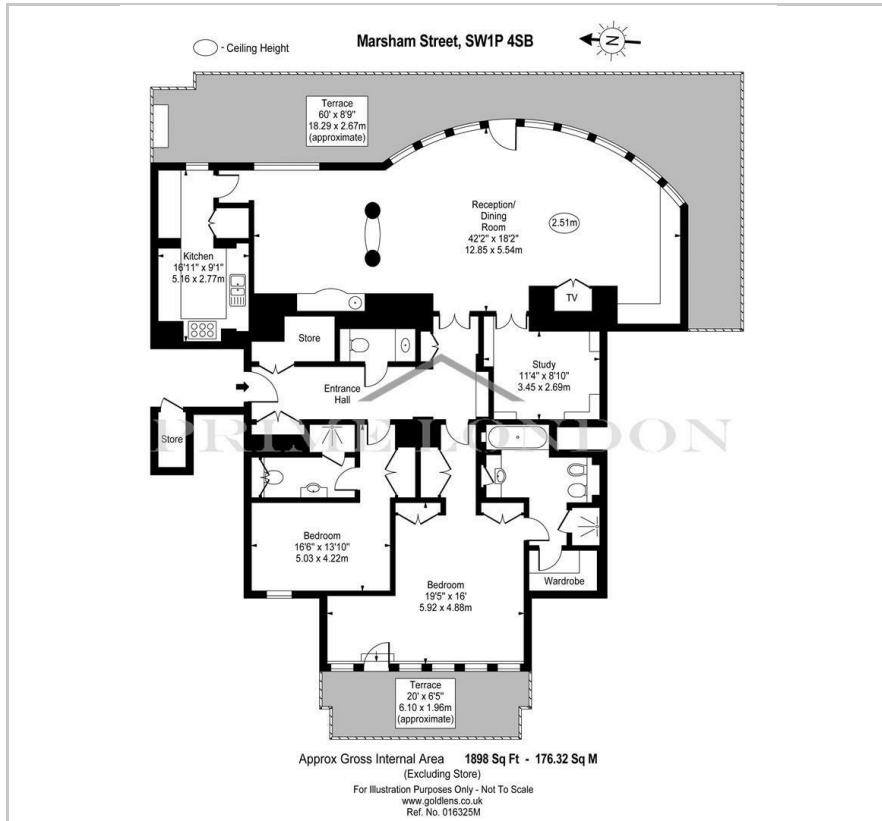 - Ceiling Height
Marsham Street, SW1P 4SB
N
Terrace
60' x 8'9"
18.29 x 2.67m
(approximate)
Reception/
Dining
Room
42'2" x 18'2"
12.85 x 5.54m
2.51m
Kitchen
16'11" x 9'1"
5.16 x 2.77m
TV
Store
Study
11'4" x 8'10"
3.45 x 2.69m
Entrance
Hall
Store
PRIME LONDON
Bedroom
16'6" x 13'10"
5.03 x 4.22m
Bedroom
19'5" x 16'
5.92 x 4.88m
Wardrobe
Terrace
20' x 6'5"
6.10 x 1.96m
(approximate)
Approx Gross Internal Area 1898 Sq Ft - 176.32 Sq M
(Excluding Store)
For Illustration Purposes Only - Not To Scale
www.goldlens.co.uk
Ref. No. 016325M